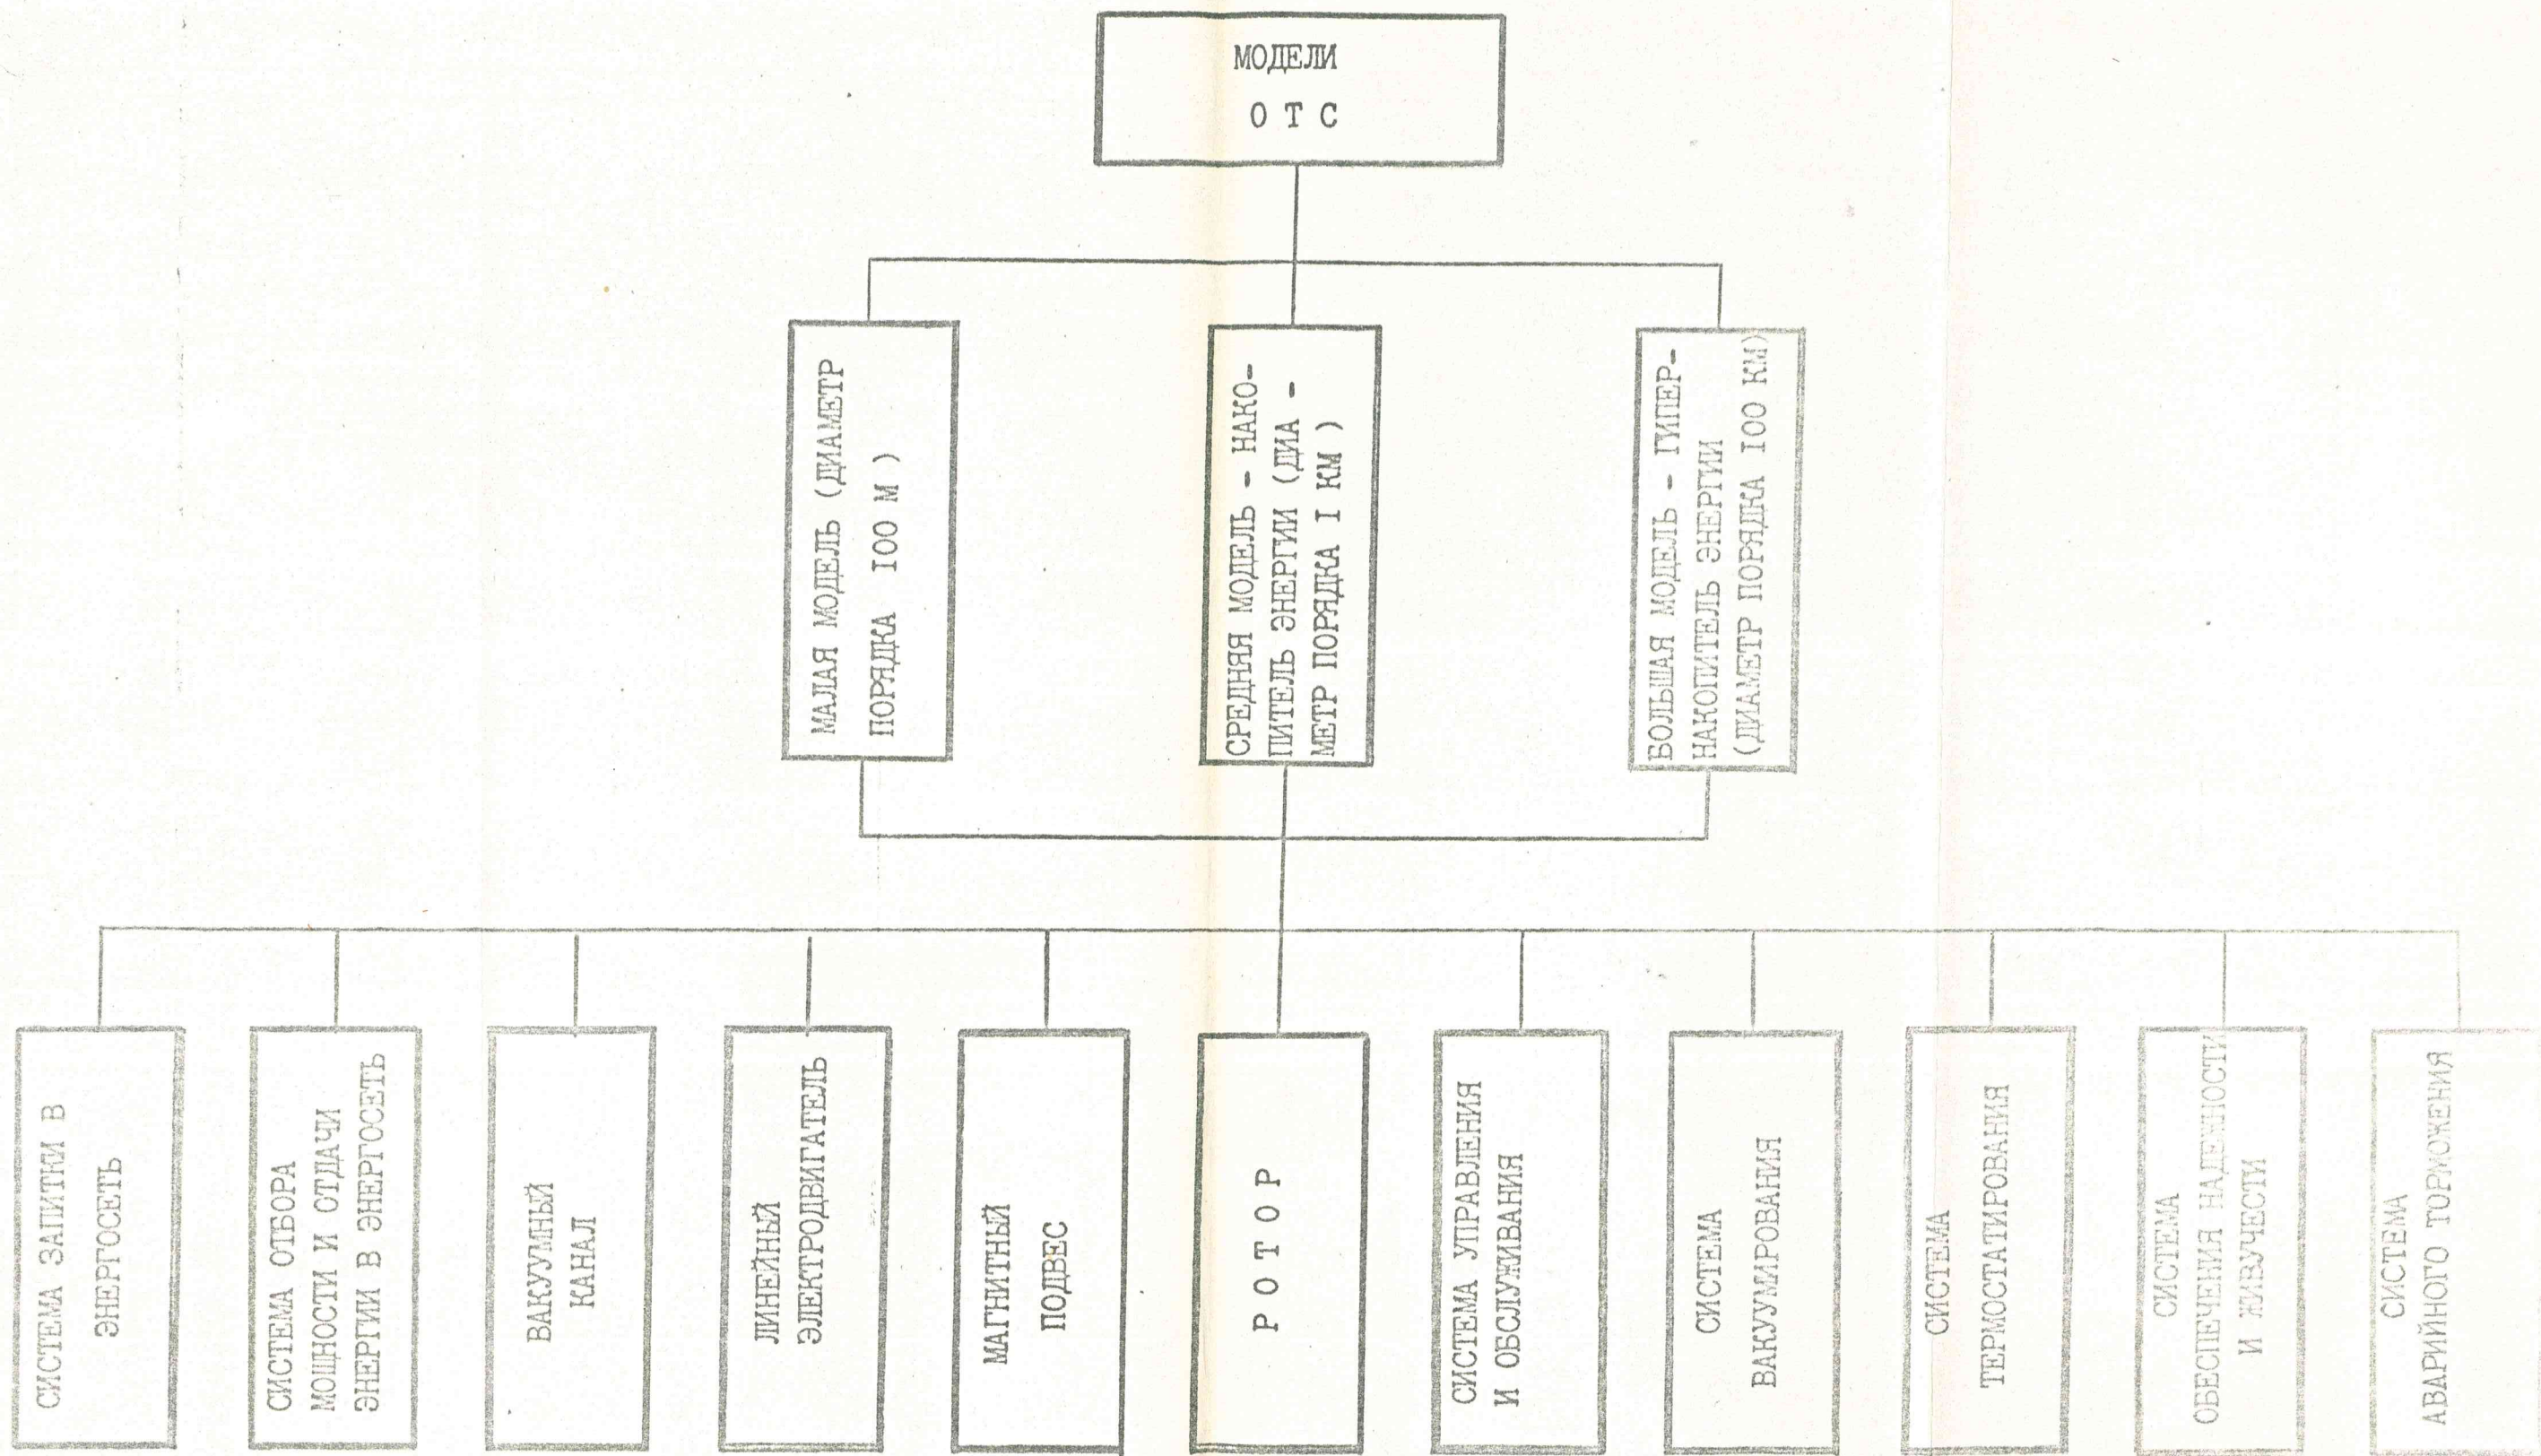 МОДЕЛИ
О Т С
МАЛАЯ МОДЕЛЬ (ДИАМЕТР
ПОРЯДКА I00 М )
СРЕДНЯЯ МОДЕЛЬ - НАКО-
ПИТЕЛЬ ЭНЕРГИИ (ДИА -
МЕТР ПОРЯДКА I КМ )
БОЛЬШАЯ МОДЕЛЬ - ГИПЕР-
НАКОПИТЕЛЬ ЭНЕРГИИ
(ДИАМЕТР ПОРЯДКА I00 КМ)
СИСТЕМА ЗАПИТКИ В
ЭНЕРГОСЕТЬ
СИСТЕМА ОТБОРА
МОЩНОСТИ И ОТДАЧИ
ЭНЕРГИИ В ЭНЕРГОСЕТЬ
ВАКУУМНЫЙ
КАНАЛ
ЛИНЕЙНЫЙ
ЭЛЕКТРОДВИГАТЕЛЬ
МАГНИТНЫЙ
ПОДВЕС
Р О Т О Р
СИСТЕМА УПРАВЛЕНИЯ
И ОБСЛУЖИВАНИЯ
СИСТЕМА
ВАКУУМИРОВАНИЯ
СИСТЕМА
ТЕРМОСТАТИРОВАНИЯ
СИСТЕМА
ОБЕСПЕЧЕНИЯ НАДЕЖНОСТИ
И ЖИВУЧЕСТИ
СИСТЕМА
АВАРИЙНОГО ТОРМОЖЕНИЯ